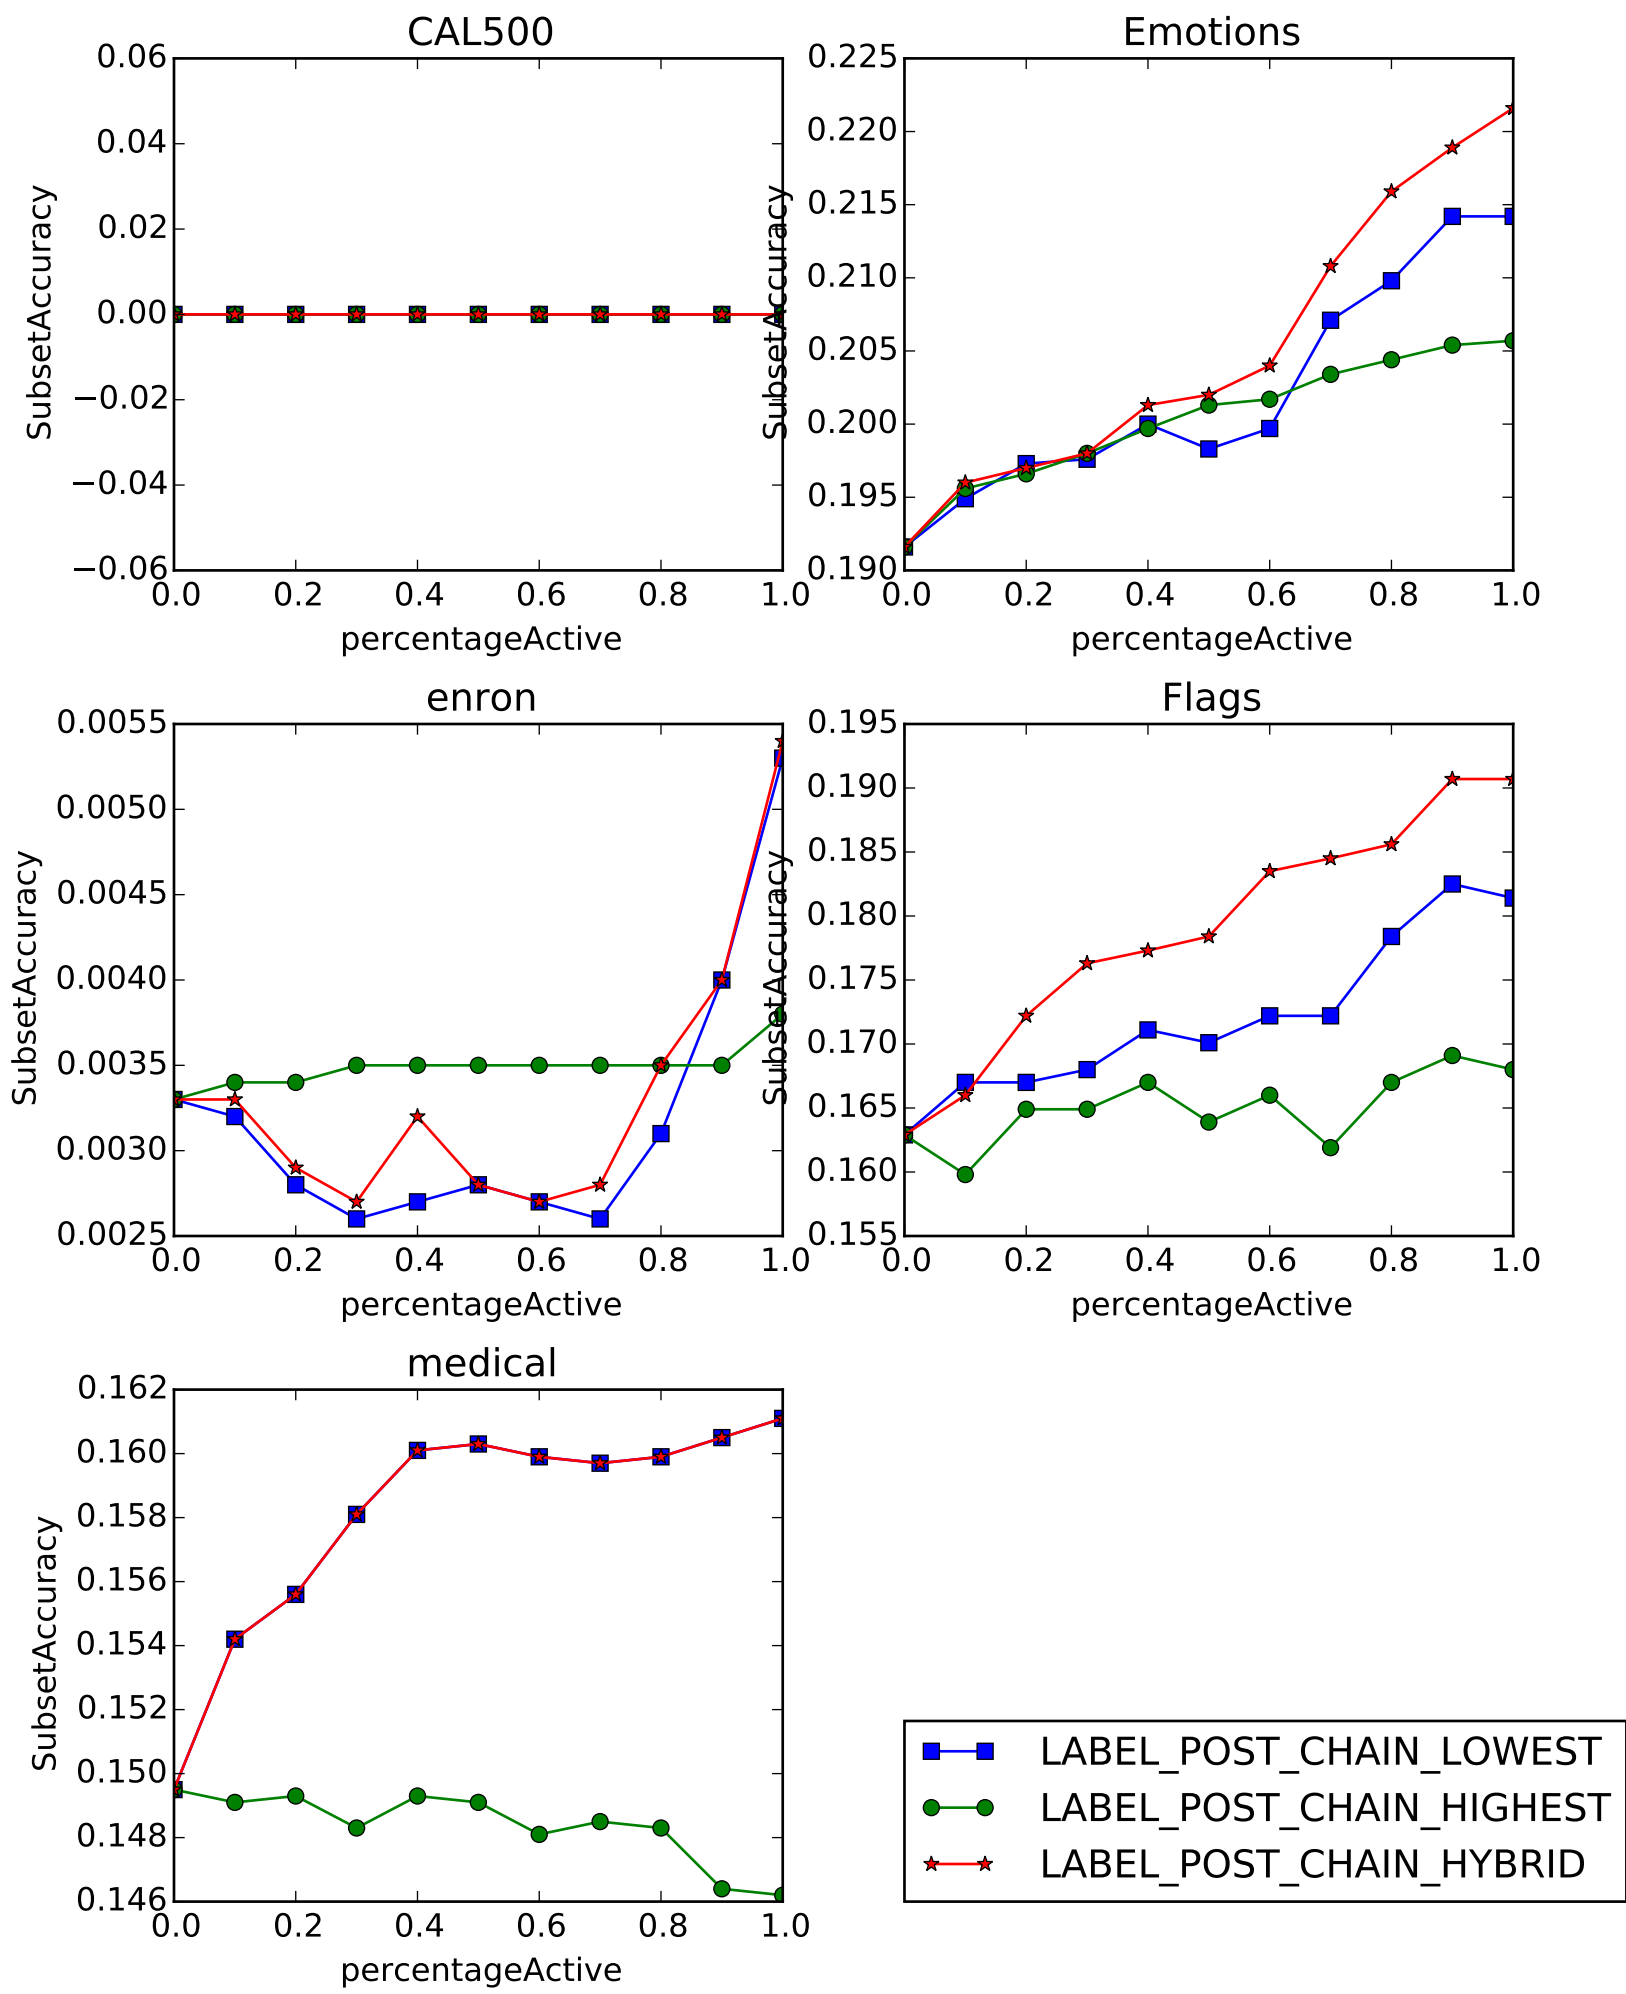 CAL500
0.06
0.04
0.02
0.00
−0.02
−0.04
−0.06
SubsetAccuracy
0.0 0.2 0.4 0.6 0.8 1.0
percentageActive
Emotions
0.225
0.220
0.215
0.210
0.205
0.200
0.195
0.190
SubsetAccuracy
0.0 0.2 0.4 0.6 0.8 1.0
percentageActive
enron
0.0055
0.0050
0.0045
0.0040
0.0035
0.0030
0.0025
SubsetAccuracy
0.0 0.2 0.4 0.6 0.8 1.0
percentageActive
Flags
0.195
0.190
0.185
0.180
0.175
0.170
0.165
0.160
0.155
SubsetAccuracy
0.0 0.2 0.4 0.6 0.8 1.0
percentageActive
medical
0.162
0.160
0.158
0.156
0.154
0.152
0.150
0.148
0.146
SubsetAccuracy
0.0 0.2 0.4 0.6 0.8 1.0
percentageActive
LABEL_POST_CHAIN_LOWEST
LABEL_POST_CHAIN_HIGHEST
LABEL_POST_CHAIN_HYBRID